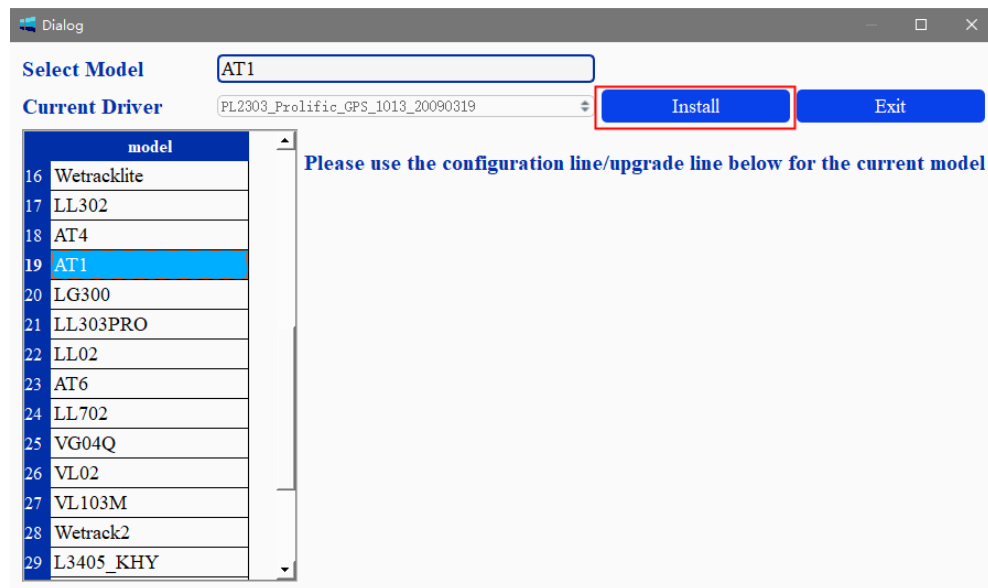 Dialog
Select Model AT1
Current Driver PL2303_Prolific_GPS_1013_20090319 Install Exit
model
Please use the configuration line/upgrade line below for the current model
16 Wetracklite
17 LL302
18 AT4
19 AT1
20 LG300
21 LL303PRO
22 LL02
23 AT6
24 LL702
25 VG04Q
26 VL02
27 VL103M
28 Wetrack2
29 L3405_KHY